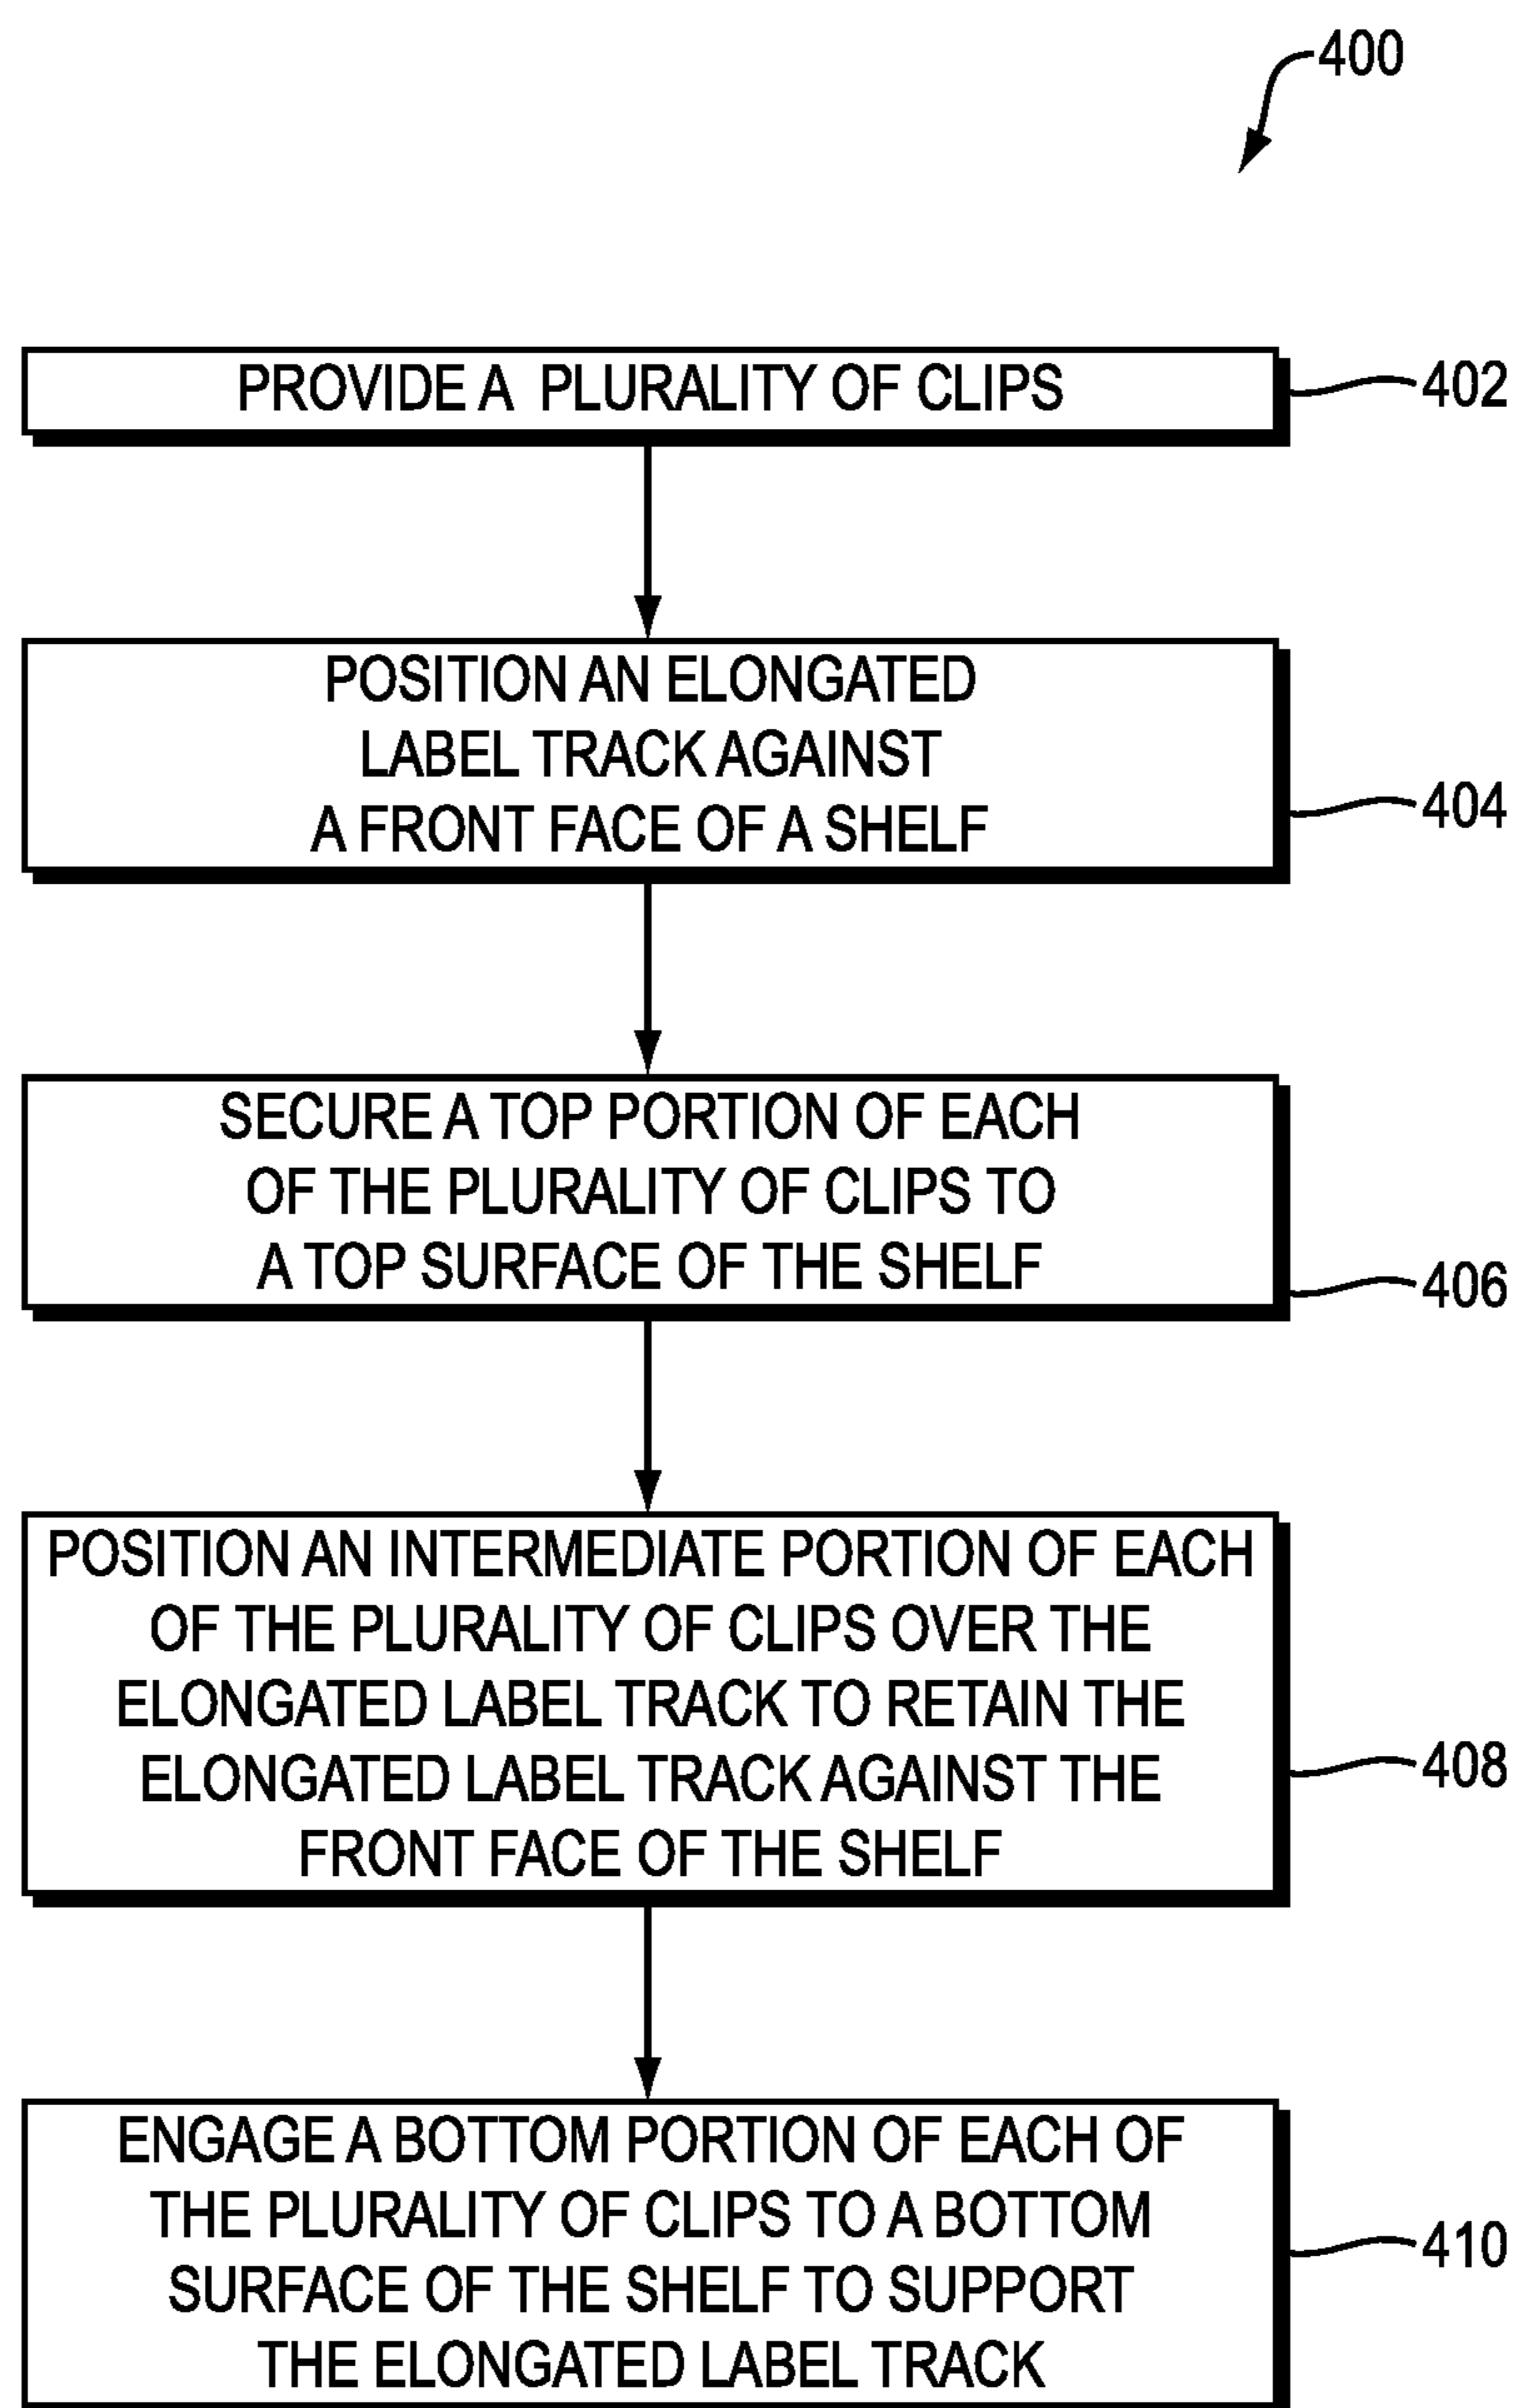 400
PROVIDE A PLURALITY OF CLIPS
402
POSITION AN ELONGATED
LABEL TRACK AGAINST
A FRONT FACE OF A SHELF
404
SECURE A TOP PORTION OF EACH
OF THE PLURALITY OF CLIPS TO
A TOP SURFACE OF THE SHELF
406
POSITION AN INTERMEDIATE PORTION OF EACH
OF THE PLURALITY OF CLIPS OVER THE
ELONGATED LABEL TRACK TO RETAIN THE
ELONGATED LABEL TRACK AGAINST THE
FRONT FACE OF THE SHELF
408
ENGAGE A BOTTOM PORTION OF EACH OF
THE PLURALITY OF CLIPS TO A BOTTOM
SURFACE OF THE SHELF TO SUPPORT
THE ELONGATED LABEL TRACK
410